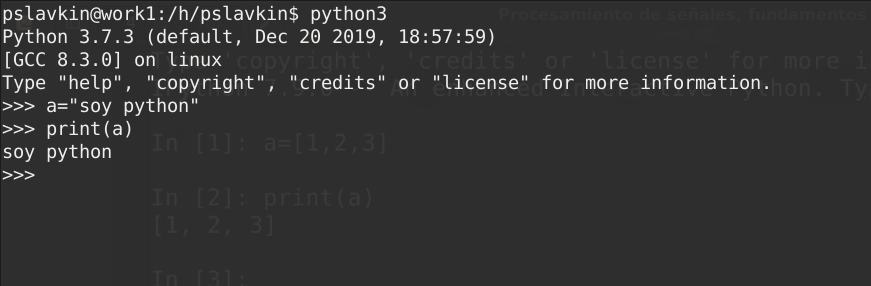 pslavkin@work1:/h/pslavkin$ python3
Procesamiento de señales, fundamentos
Python 3.7.3 (default, Dec 20 2019, 18:57:59)
[GCC 8.3.0] on linux
'copyright', 'credits' or 'license' for more i
Type "help", "copyright", "credits" or "license" for more information.
An enhanced Interactive Python. Ty
>>> a="soy python"
>>> print(a)
In [1]: a=[1,2,3]
soy python
>>>
In [2]: print(a)
[1, 2, 3]
In [3]: